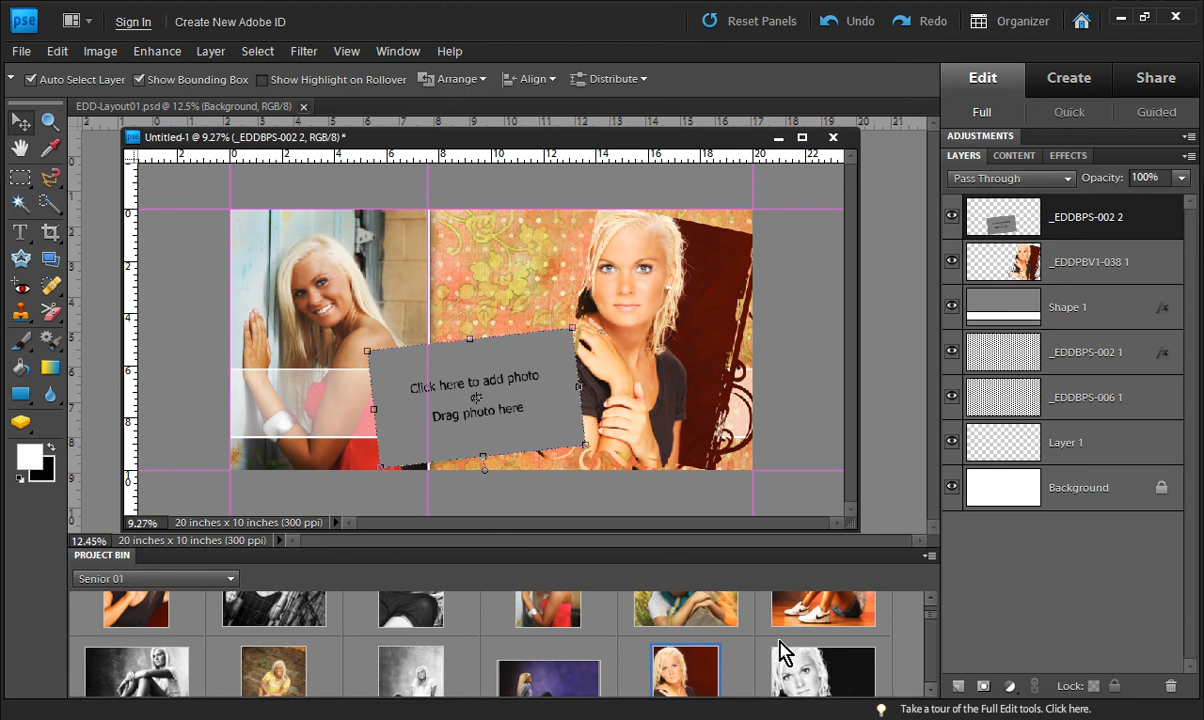 pse
Sign In
Create New Adobe ID
Reset Panels
Undo
Redo
Organizer
File Edit Image Enhance Layer Select Filter View Window Help
Auto Select Layer
Show Bounding Box
Show Highlight on Rollover
Arrange
Align
Distribute
Edit
Create
Share
Full
Quick
Guided
EDD-Layout01.psd @ 12.5% (Background, RGB/8)
Untitled-1 @ 9.27% (_EDDBPS-002 2, RGB/8) *
Click here to add photo
or
Drag photo here
9.27%
20 inches x 10 inches (300 ppi)
12.45%
20 inches x 10 inches (300 ppi)
PROJECT BIN
Senior 01
ADJUSTMENTS
LAYERS
CONTENT
EFFECTS
Pass Through
Opacity: 100%
_EDDBPS-002 2
_EDDPBV1-038 1
Shape 1
fx
_EDDBPS-002 1
fx
_EDDBPS-006 1
Layer 1
Background
Lock:
Take a tour of the Full Edit tools. Click here.